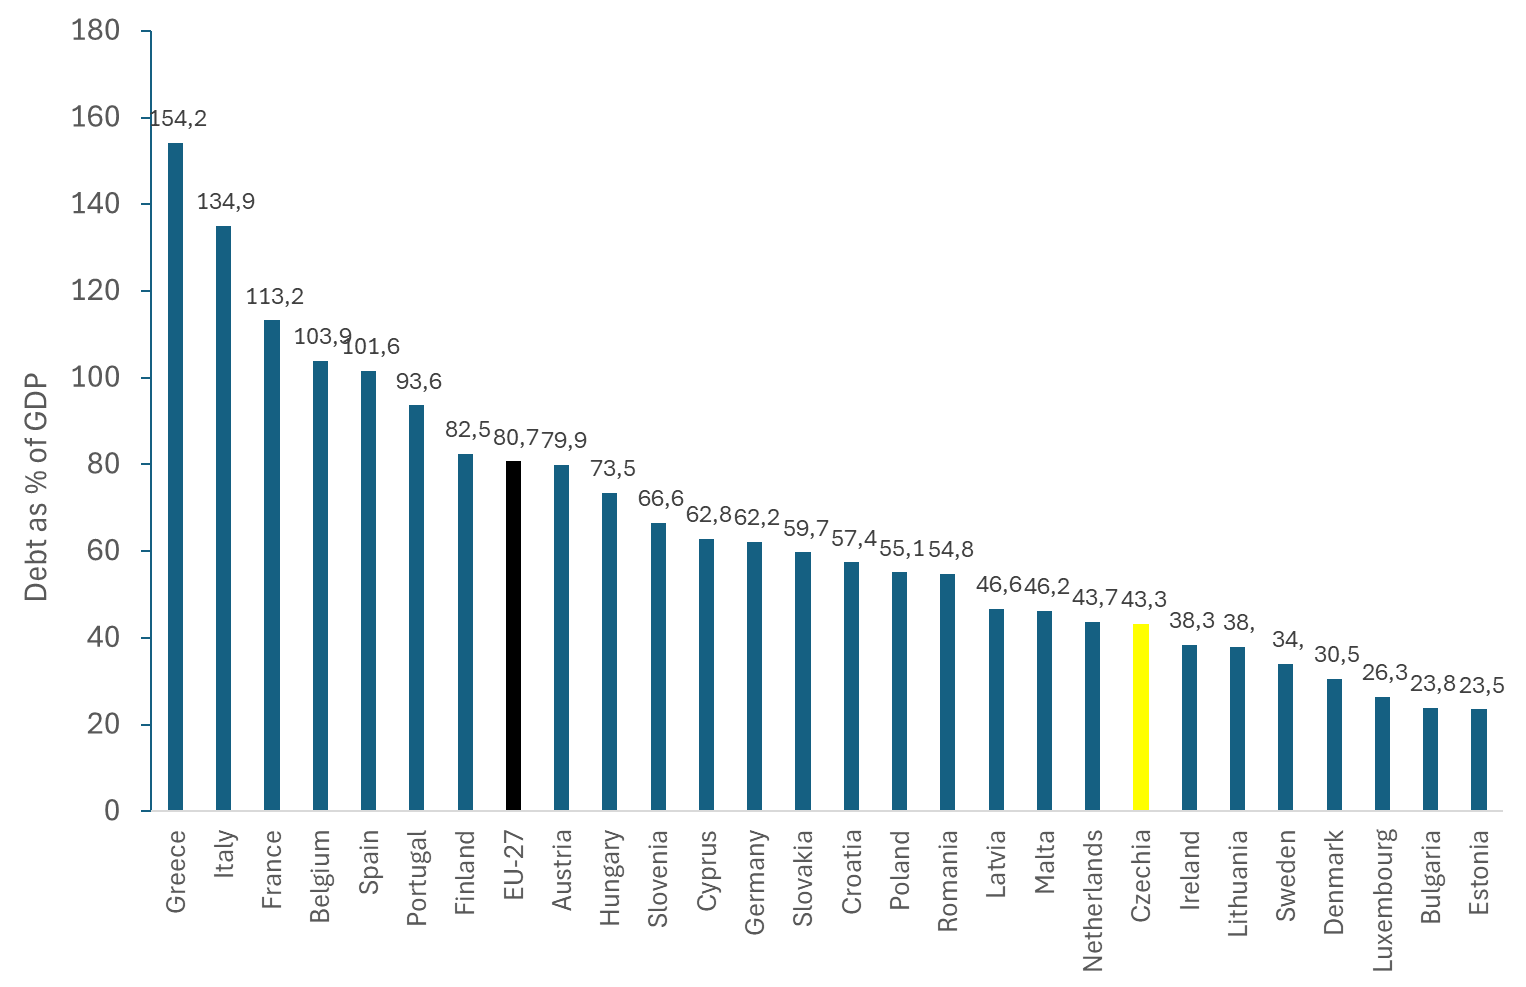 180
160
140
120
100
80
60
40
20
0
Debt as % of GDP
154,2
134,9
113,2
103,9
101,6
93,6
82,5
80,7
79,9
73,5
66,6
62,8
62,2
59,7
57,4
55,1
54,8
46,6
46,2
43,7
43,3
38,3
38,
34,
30,5
26,3
23,8
23,5
Greece
Italy
France
Belgium
Spain
Portugal
Finland
EU-27
Austria
Hungary
Slovenia
Cyprus
Germany
Slovakia
Croatia
Poland
Romania
Latvia
Malta
Netherlands
Czechia
Ireland
Lithuania
Sweden
Denmark
Luxembourg
Bulgaria
Estonia